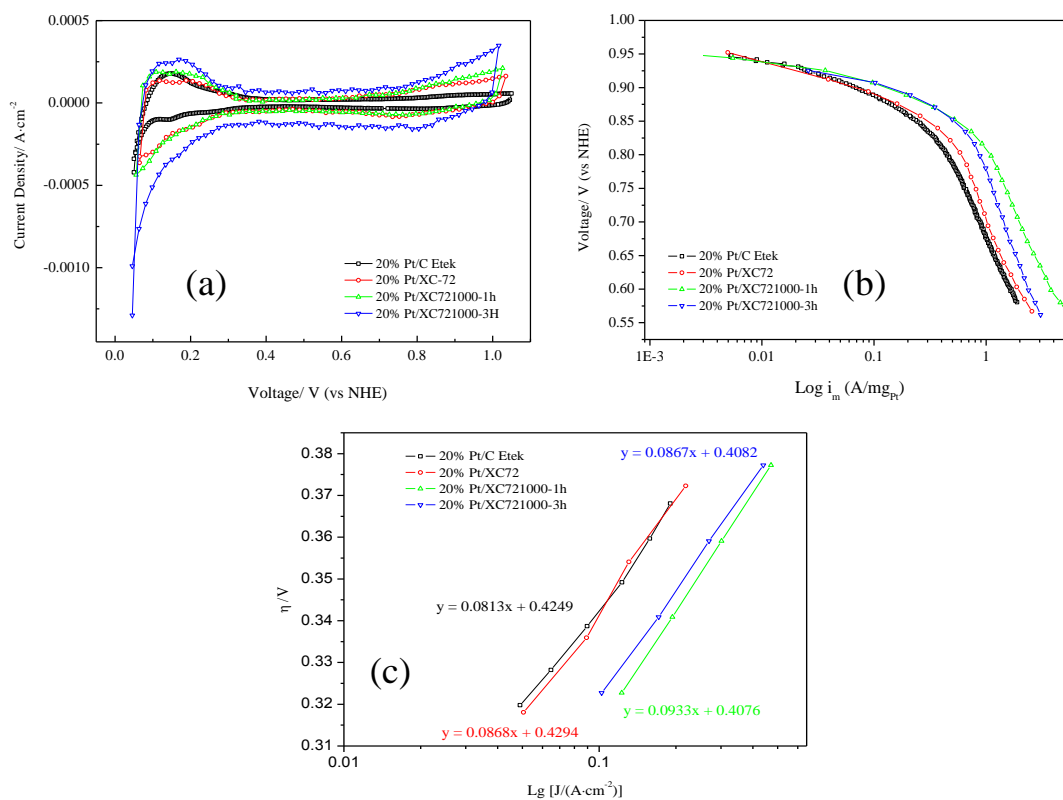 0.0005
0.0000
-0.0005
-0.0010
Current Density/ A·cm⁻²
0.0 0.2 0.4 0.6 0.8 1.0
Voltage/ V (vs NHE)
(a)
20% Pt/C Etek
20% Pt/XC-72
20% Pt/XC721000-1h
20% Pt/XC721000-3H
1.00
0.95
0.90
0.85
0.80
0.75
0.70
0.65
0.60
0.55
Voltage/ V (vs NHE)
1E-3 0.01 0.1 1
Log iₘ (A/mgPt)
20% Pt/C Etek
20% Pt/XC72
20% Pt/XC721000-1h
20% Pt/XC721000-3h
(b)
0.38
0.37
0.36
0.35
0.34
0.33
0.32
0.31
η /V
0.01 0.1
Lg [J/(A·cm⁻²)]
20% Pt/C Etek
20% Pt/XC72
20% Pt/XC721000-1h
20% Pt/XC721000-3h
y = 0.0867x + 0.4082
y = 0.0813x + 0.4249
(c)
y = 0.0933x + 0.4076
y = 0.0868x + 0.4294